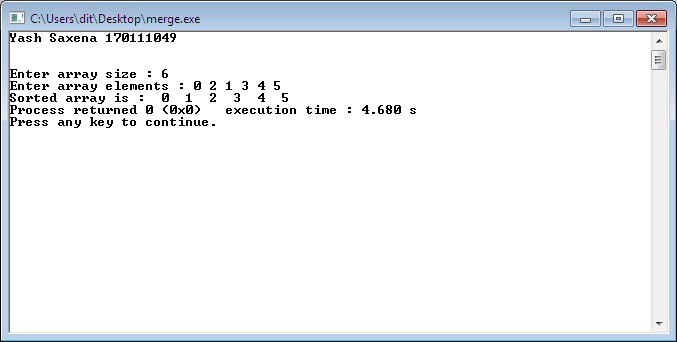 C:\Users\dit\Desktop\merge.exe
Yash Saxena 170111049
Enter array size : 6
Enter array elements : 0 2 1 3 4 5
Sorted array is :  0  1  2  3  4  5
Process returned 0 (0x0)   execution time : 4.680 s
Press any key to continue.